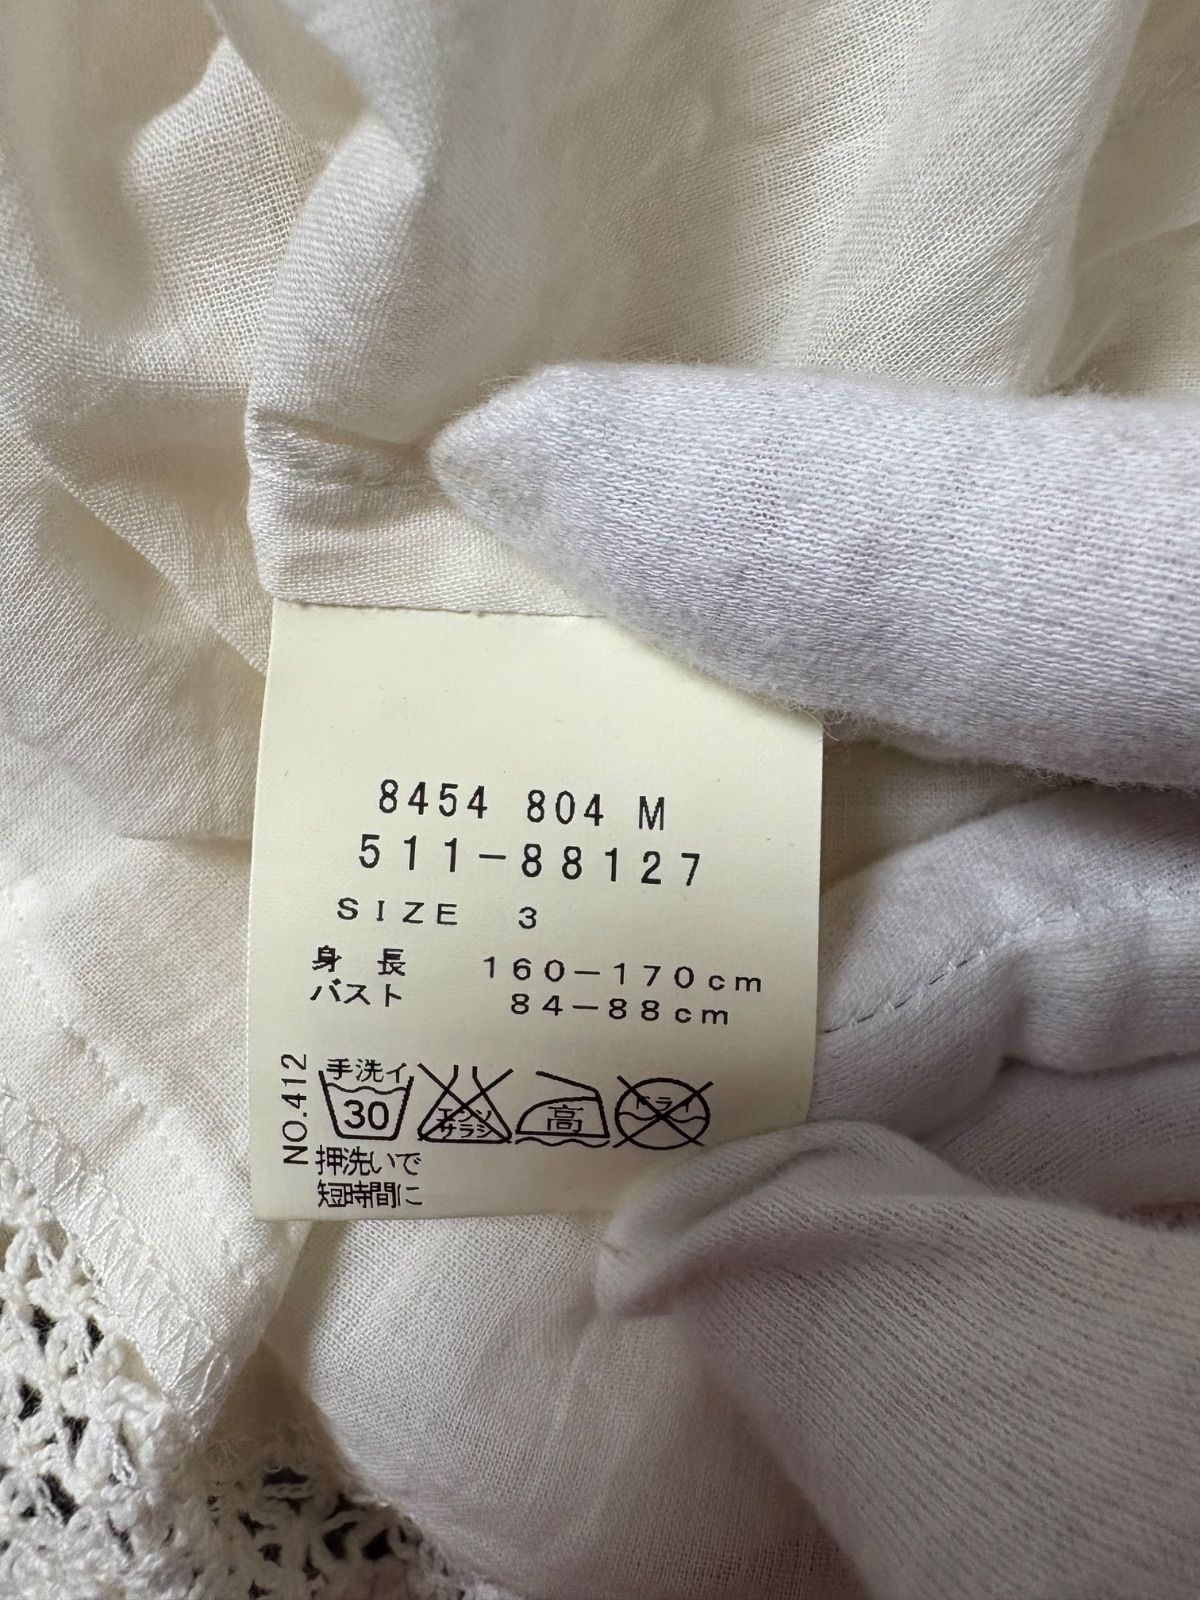 8454 804 M
511-88127
SIZE 3
身長 160-170cm
バスト 84-88cm
NO.412
手洗イ
30
エンソ
サラシ
高
ドライ
押洗いで
短時間に